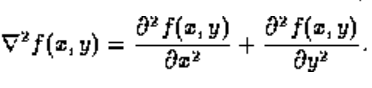 ∇²f(x, y) = ∂²f(x, y)/∂x² + ∂²f(x, y)/∂y².